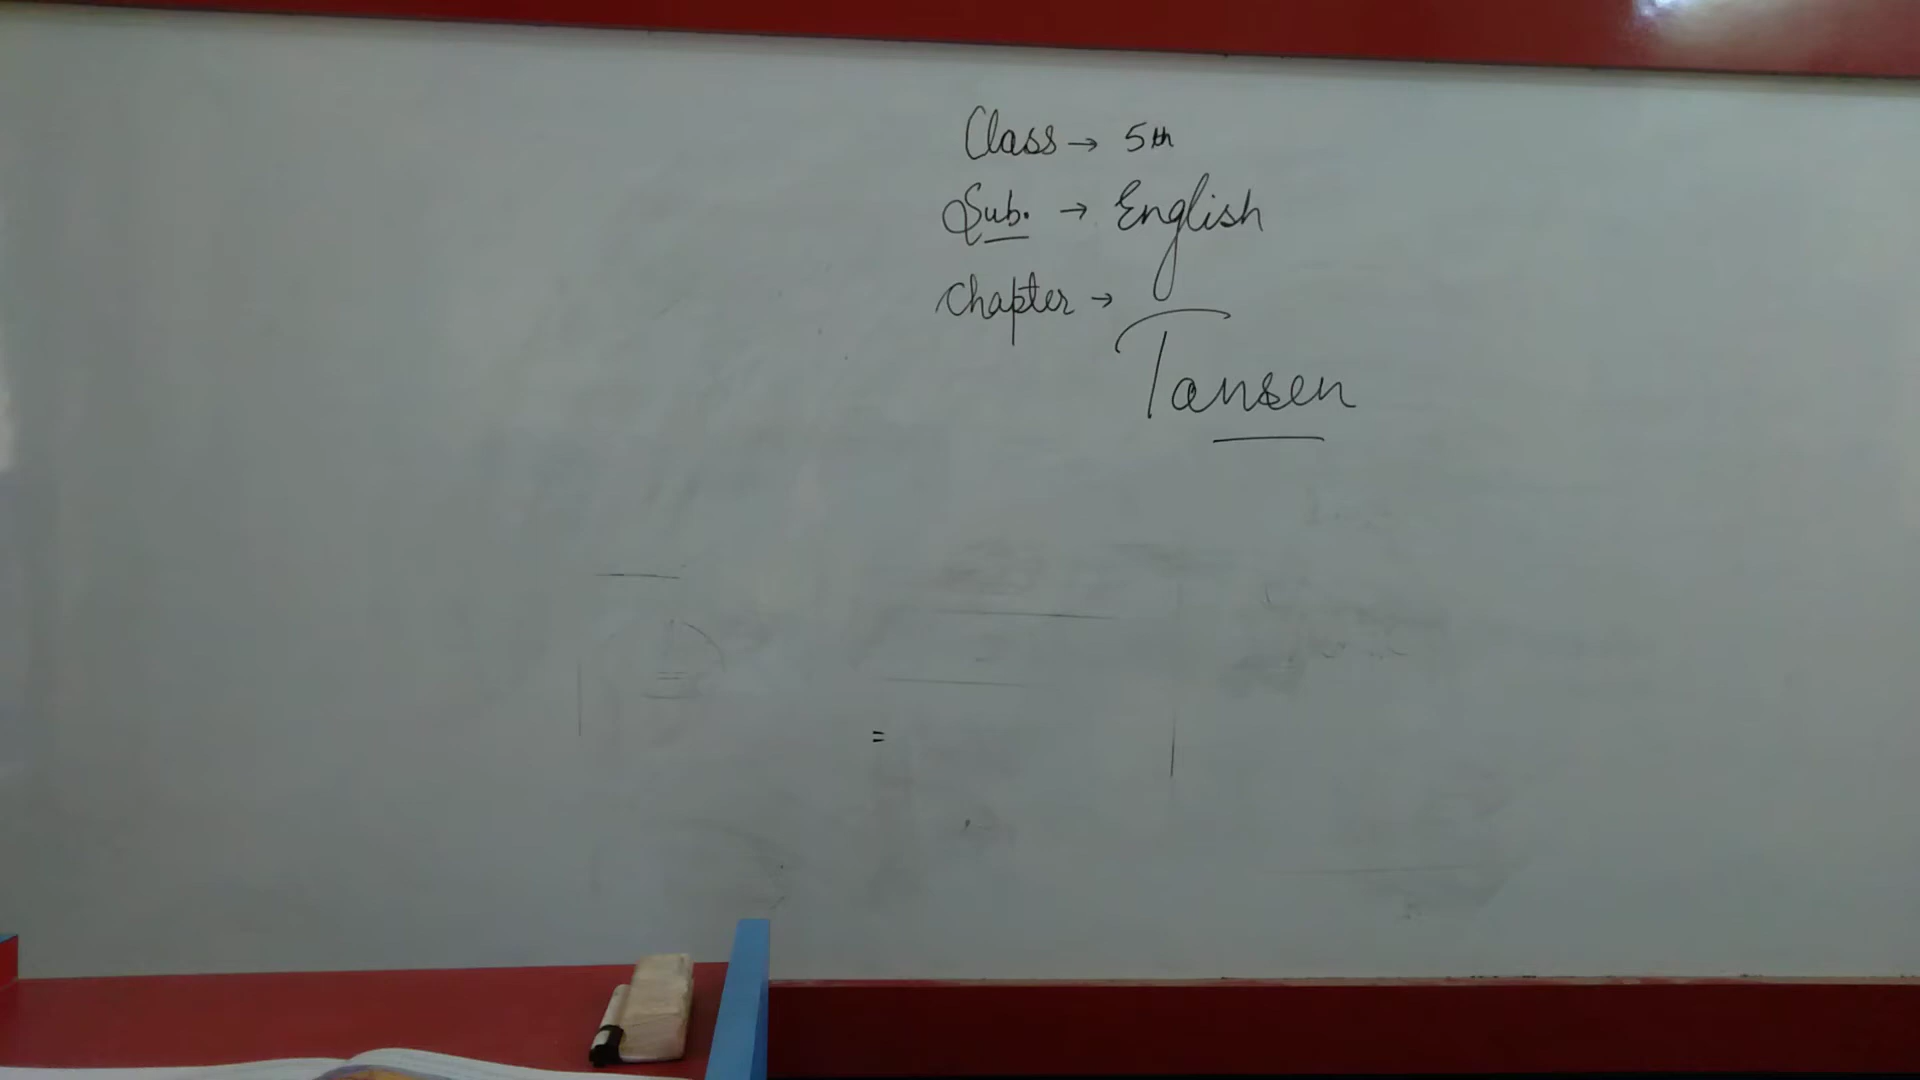 Class → 5th
Sub. → English
Chapter →
Tansen
=